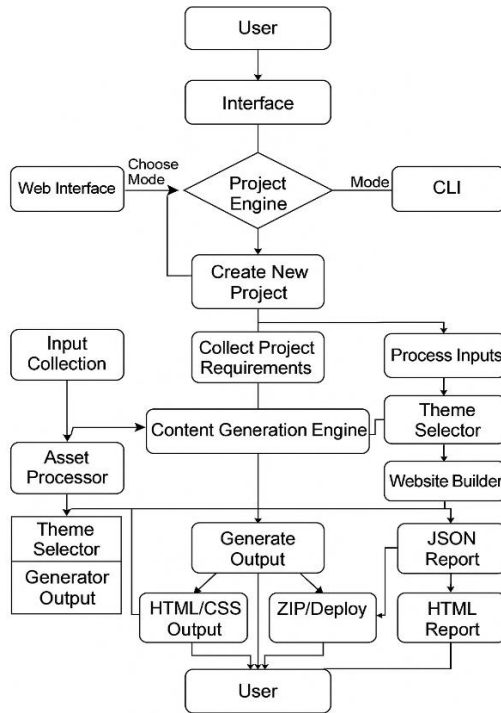 User
Interface
Choose
Mode
Web Interface
Project
Engine
Mode
CLI
Create New
Project
Input
Collection
Collect Project
Requirements
Process Inputs
Content Generation Engine
Theme
Selector
Asset
Processor
Website Builder
Theme
Selector
Generator
Output
Generate
Output
JSON
Report
HTML/CSS
Output
ZIP/Deploy
HTML
Report
User